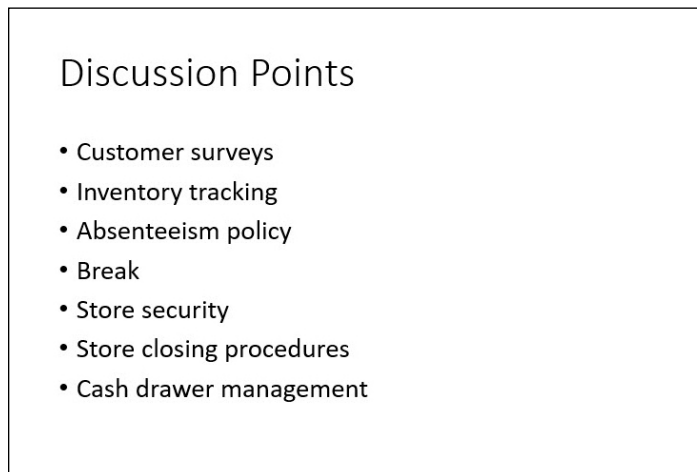 Discussion Points
• Customer surveys
• Inventory tracking
• Absenteeism policy
• Break
• Store security
• Store closing procedures
• Cash drawer management